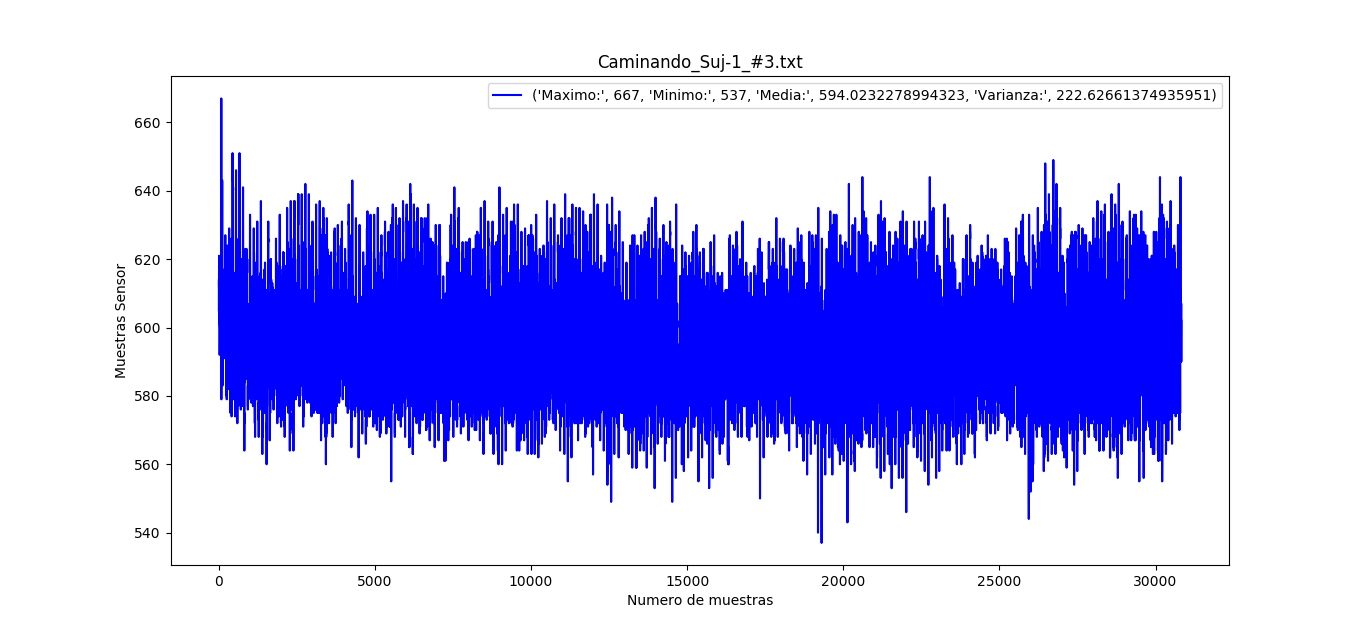 Caminando_Suj-1_#3.txt
('Maximo:', 667, 'Minimo:', 537, 'Media:', 594.0232278994323, 'Varianza:', 222.62661374935951)
660
640
620
600
580
560
540
Muestras Sensor
0 5000 10000 15000 20000 25000 30000
Numero de muestras